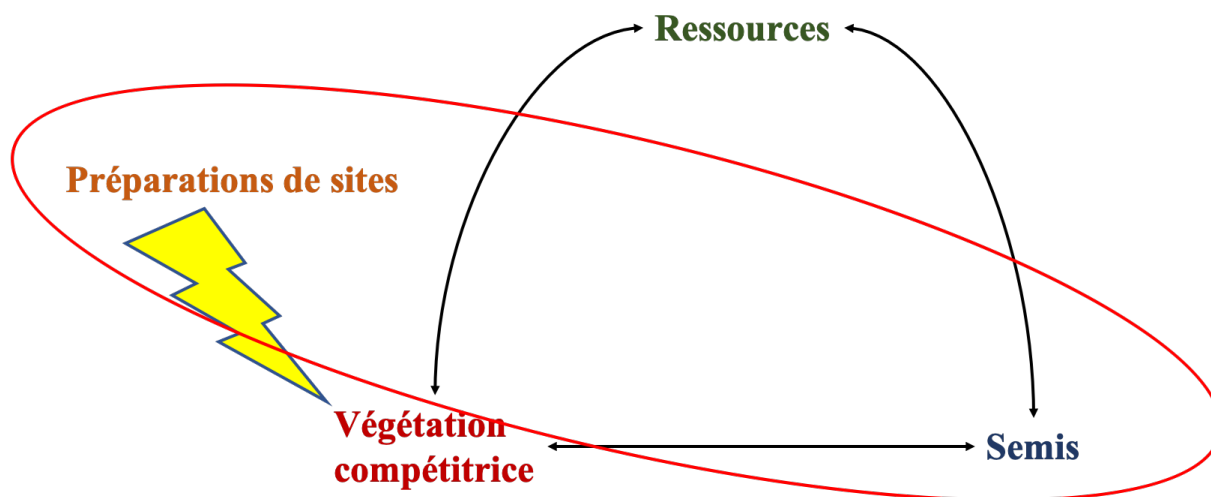 Ressources
Préparations de sites
Végétation
compétitrice
Semis